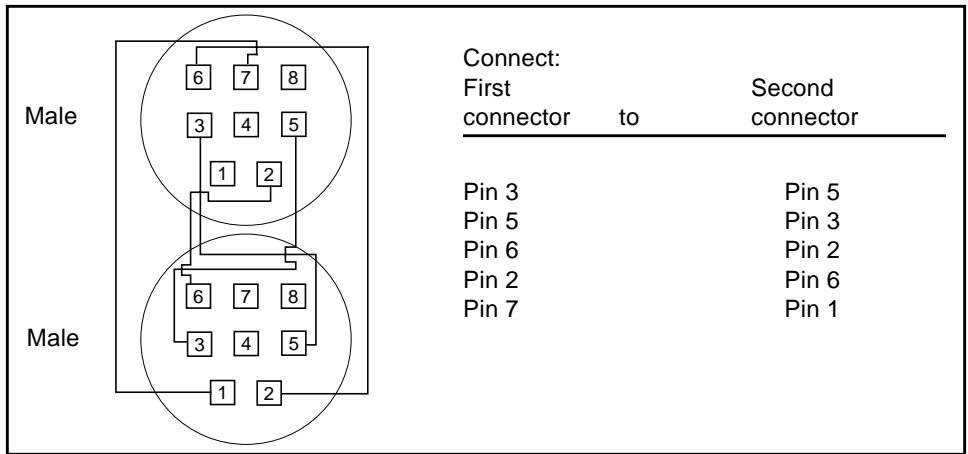 Male
6 7 8
3 4 5
1 2
Male
6 7 8
3 4 5
1 2
Connect:
First Second
connector to connector
Pin 3 Pin 5
Pin 5 Pin 3
Pin 6 Pin 2
Pin 2 Pin 6
Pin 7 Pin 1